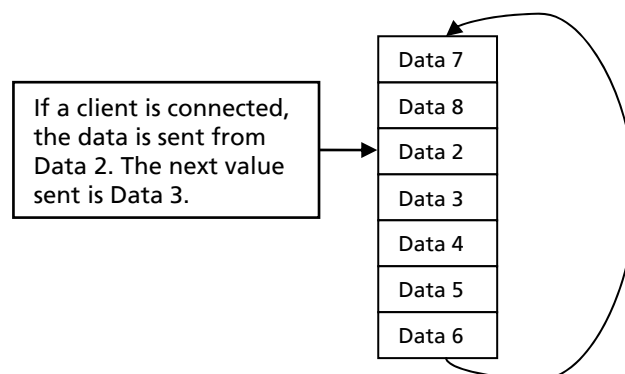 If a client is connected,
the data is sent from
Data 2. The next value
sent is Data 3.
Data 7
Data 8
Data 2
Data 3
Data 4
Data 5
Data 6